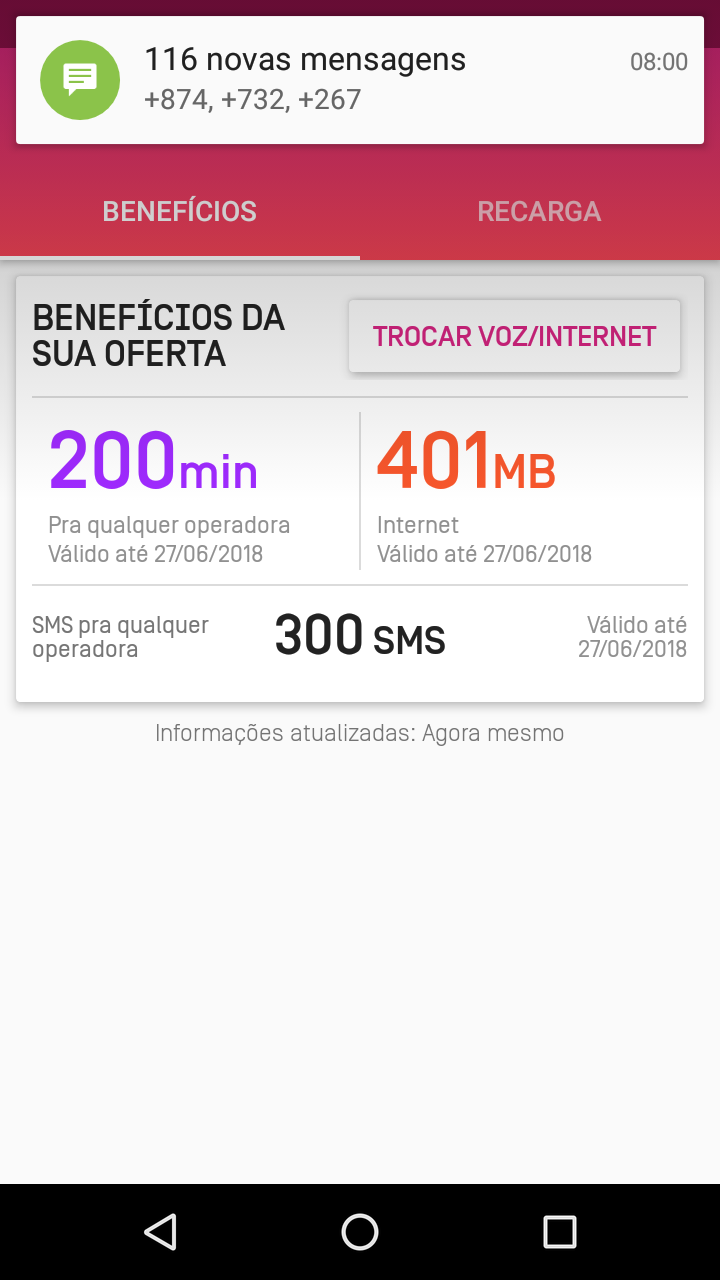 116 novas mensagens
08:00
+874, +732, +267
BENEFÍCIOS
RECARGA
BENEFÍCIOS DA
SUA OFERTA
TROCAR VOZ/INTERNET
200min
Pra qualquer operadora
Válido até 27/06/2018
401MB
Internet
Válido até 27/06/2018
SMS pra qualquer
operadora
300 SMS
Válido até
27/06/2018
Informações atualizadas: Agora mesmo